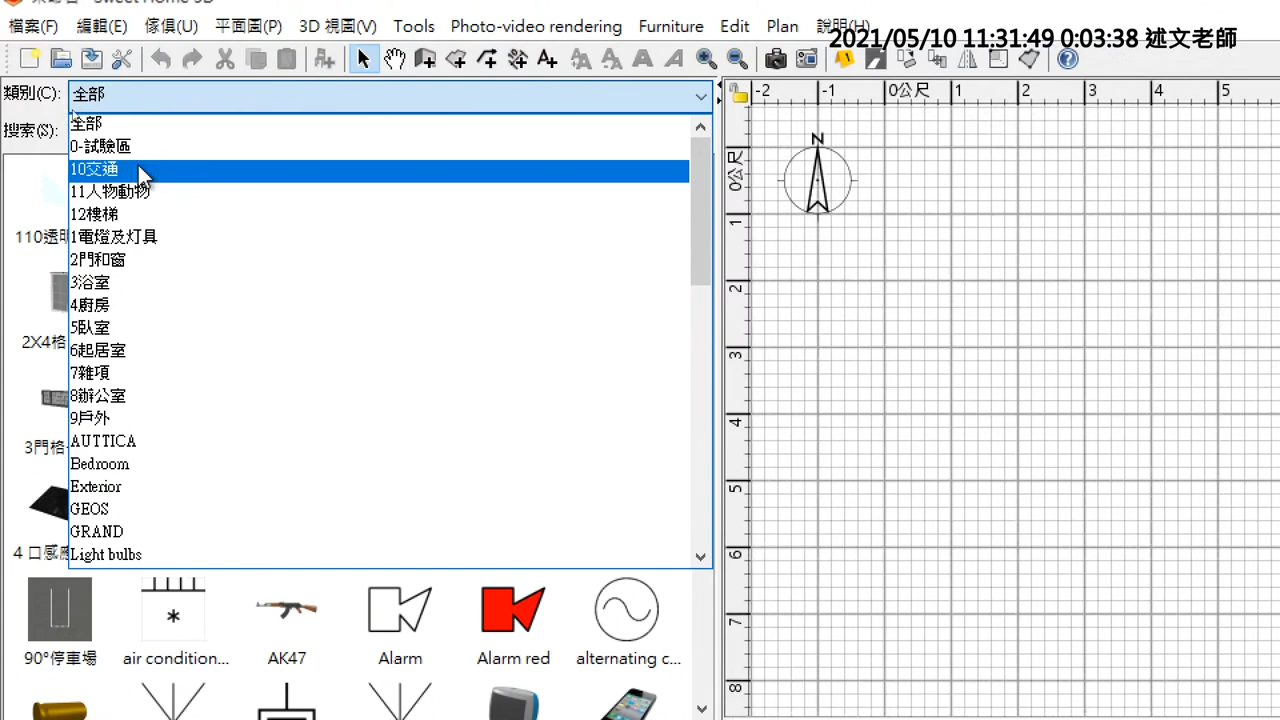 檔案(F) 編輯(E) 傢俱(U) 平面圖(P) 3D 視圖(V) Tools Photo-video rendering Furniture Edit Plan 說明(H)
2021/05/10 11:31:49 0:03:38 述文老師
類別(C): 全部
搜索(S):
全部
0-試驗區
10交通
11人物動物
12樓梯
1電燈及灯具
2門和窗
3浴室
4廚房
5臥室
6起居室
7雜項
8辦公室
9戶外
AUTTICA
Bedroom
Exterior
GEOS
GRAND
Light bulbs
110透明
2X4格
3門格
4 口感應
90°停車場 air condition... AK47 Alarm Alarm red alternating c...
-2 -1 0公尺 1 2 3 4 5
N
0公尺
1
2
3
4
5
6
7
8